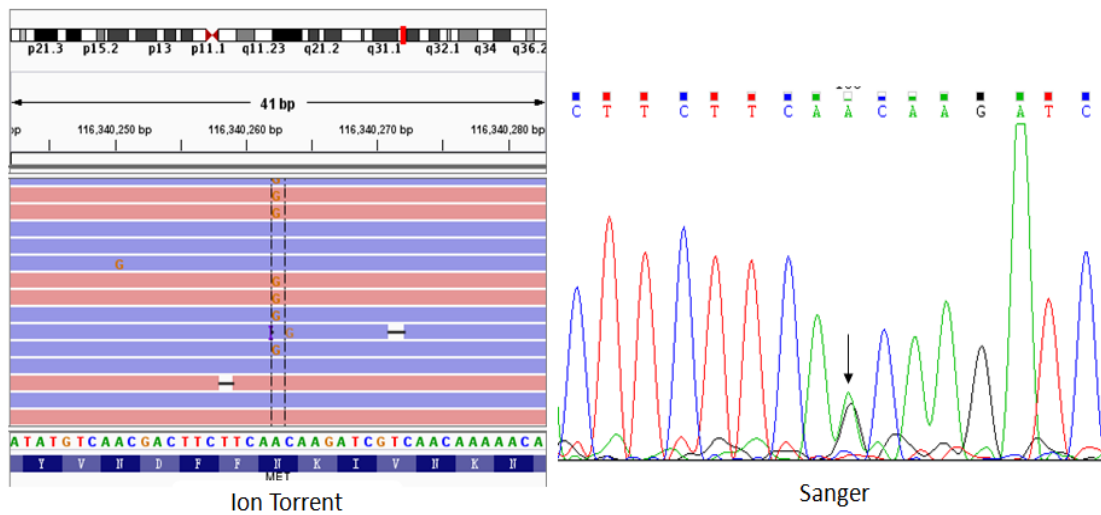 p21.3 p15.2 p13 p11.1 q11.23 q21.2 q31.1 q32.1 q34 q36.2
41 bp
bp 116,340,250 bp 116,340,260 bp 116,340,270 bp 116,340,280 bp
G
G
G
G
G
G
G
I G
G
ATATGTCAACGACTTCTTCAACAAGATCGTCAACAAAAACA
Y V N D F F N K I V N K N
MET
Ion Torrent
C T T C T T C A A C A A G A T C
Sanger